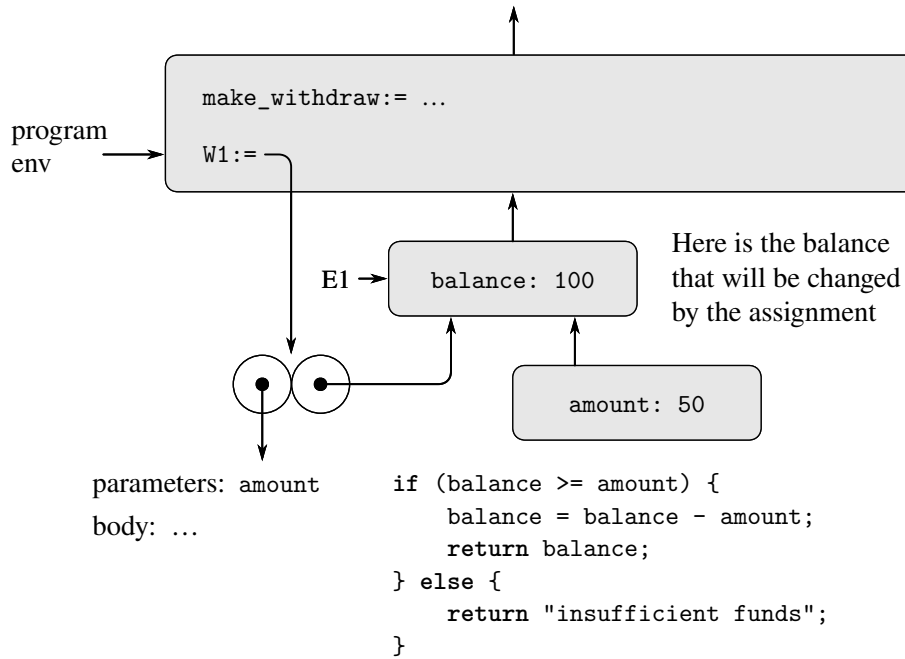 make_withdraw:= ...
program
env
W1:=
Here is the balance
that will be changed
by the assignment
E1
balance: 100
amount: 50
parameters: amount
body: ...
if (balance >= amount) {
    balance = balance - amount;
    return balance;
} else {
    return "insufficient funds";
}